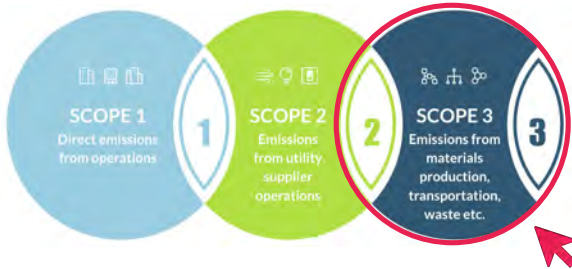 SCOPE 1
Direct emissions
from operations
1
SCOPE 2
Emissions
from utility
supplier
operations
2
SCOPE 3
Emissions from
materials
production,
transportation,
waste etc.
3